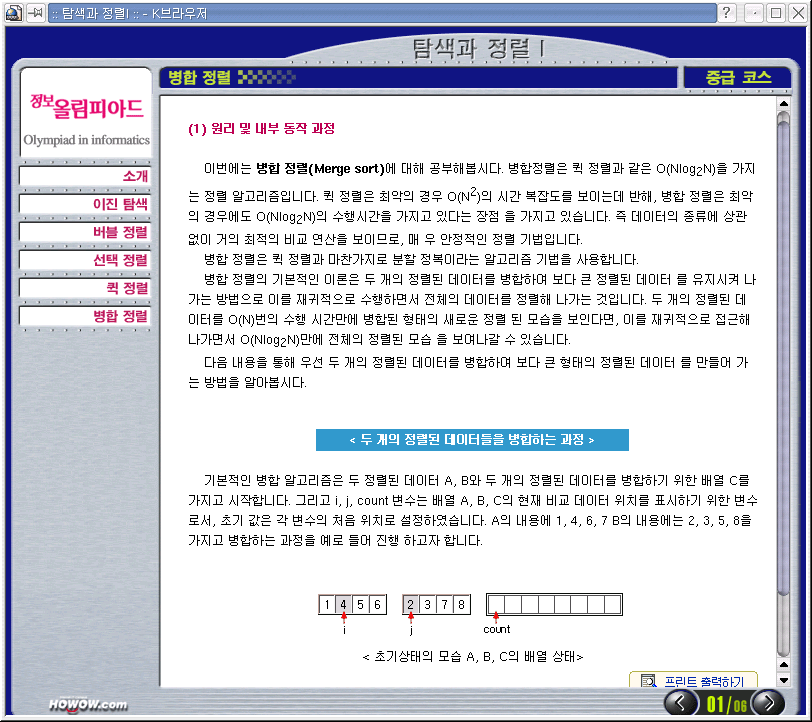 :: 탐색과 정렬I :: - K브라우저
탐색과 정렬 I
병합 정렬
중급 코스
정보올림피아드
Olympiad in informatics
소개
이진 탐색
버블 정렬
선택 정렬
퀵 정렬
병합 정렬
(1) 원리 및 내부 동작 과정
이번에는 병합 정렬(Merge sort)에 대해 공부해봅시다. 병합정렬은 퀵 정렬과 같은 O(Nlog₂N)을 가지
는 정렬 알고리즘입니다. 퀵 정렬은 최악의 경우 O(N²)의 시간 복잡도를 보이는데 반해, 병합 정렬은 최악
의 경우에도 O(Nlog₂N)의 수행시간을 가지고 있다는 장점 을 가지고 있습니다. 즉 데이터의 종류에 상관
없이 거의 최적의 비교 연산을 보이므로, 매 우 안정적인 정렬 기법입니다.
병합 정렬은 퀵 정렬과 마찬가지로 분할 정복이라는 알고리즘 기법을 사용합니다.
병합 정렬의 기본적인 이론은 두 개의 정렬된 데이터를 병합하여 보다 큰 정렬된 데이터 를 유지시켜 나
가는 방법으로 이를 재귀적으로 수행하면서 전체의 데이터를 정렬해 나가는 것입니다. 두 개의 정렬된 데
이터를 O(N)번의 수행 시간만에 병합된 형태의 새로운 정렬 된 모습을 보인다면, 이를 재귀적으로 접근해
나가면서 O(Nlog₂N)만에 전체의 정렬된 모습 을 보여나갈 수 있습니다.
다음 내용을 통해 우선 두 개의 정렬된 데이터를 병합하여 보다 큰 형태의 정렬된 데이터 를 만들어 가
는 방법을 알아봅시다.
< 두 개의 정렬된 데이터들을 병합하는 과정 >
기본적인 병합 알고리즘은 두 정렬된 데이터 A, B와 두 개의 정렬된 데이터를 병합하기 위한 배열 C를
가지고 시작합니다. 그리고 i, j, count 변수는 배열 A, B, C의 현재 비교 데이터 위치를 표시하기 위한 변수
로서, 초기 값은 각 변수의 처음 위치로 설정하였습니다. A의 내용에 1, 4, 6, 7 B의 내용에는 2, 3, 5, 8을
가지고 병합하는 과정을 예로 들어 진행 하고자 합니다.
1 4 5 6 2 3 7 8
i j count
< 초기상태의 모습 A, B, C의 배열 상태>
프린트 출력하기
HOWOW.com
01/06